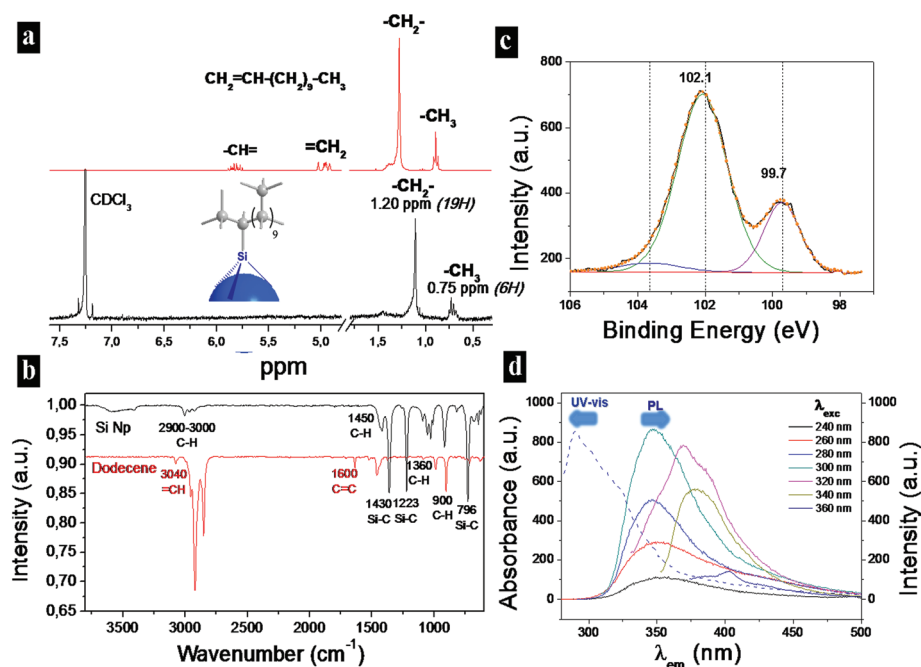 a
-CH2-
CH2=CH-(CH2)9-CH3
-CH3
-CH=
=CH2
CDCl3
-CH2-
1.20 ppm (19H)
9
Si
-CH3
0.75 ppm (6H)
7,5 7,2 6,9 5,7 5,4 5,1 4,8 1,5 1,0 0,5
ppm
c
800
600
400
200
102.1
99.7
Intensity (a.u.)
106 104 102 100 98
Binding Energy (eV)
b
1,00
0,95
0,90
0,85
0,80
0,75
0,70
0,65
Intensity (a.u.)
Si Np
2900-3000
C-H
1450
C-H
Dodecene
3040
=CH
1600
C=C
1360
C-H
1430
Si-C
1223
Si-C
900
C-H
796
Si-C
3500 3000 2500 2000 1500 1000
Wavenumber (cm-1)
d
UV-vis
PL
λexc
240 nm
260 nm
280 nm
300 nm
320 nm
340 nm
360 nm
1000
800
600
400
200
0
Absorbance (a.u.)
1000
800
600
400
200
0
Intensity (a.u.)
300 350 400 450 500
λem (nm)